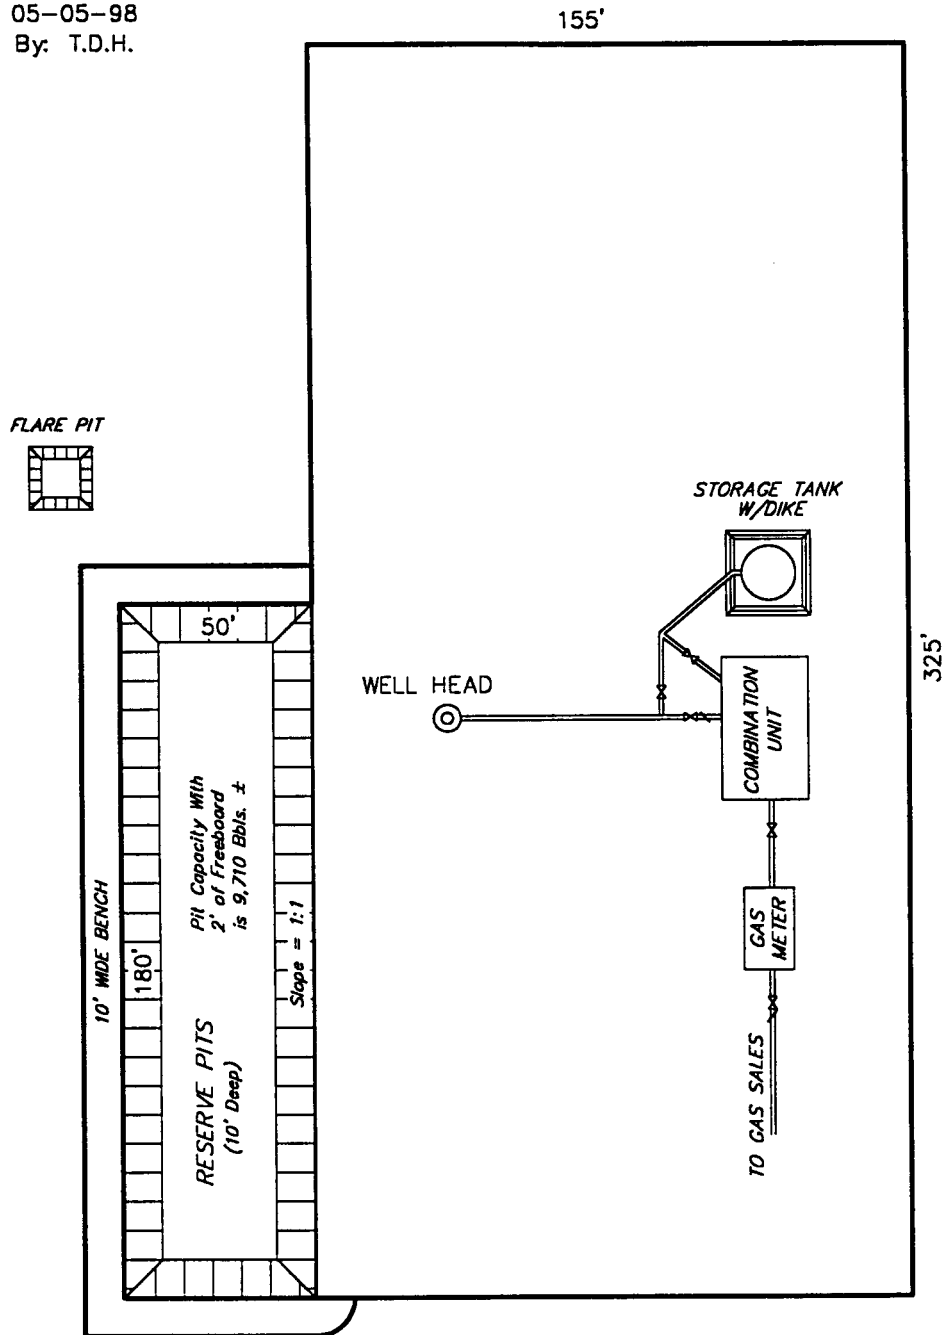 05-05-98
By: T.D.H.
155'
FLARE PIT
STORAGE TANK
W/DIKE
50'
WELL HEAD
COMBINATION
UNIT
325'
Pit Capacity With
2' of Freeboard
is 9,710 Bbls. ±
10' WIDE BENCH
180'
Slope = 1:1
GAS
METER
RESERVE PITS
(10' Deep)
TO GAS SALES